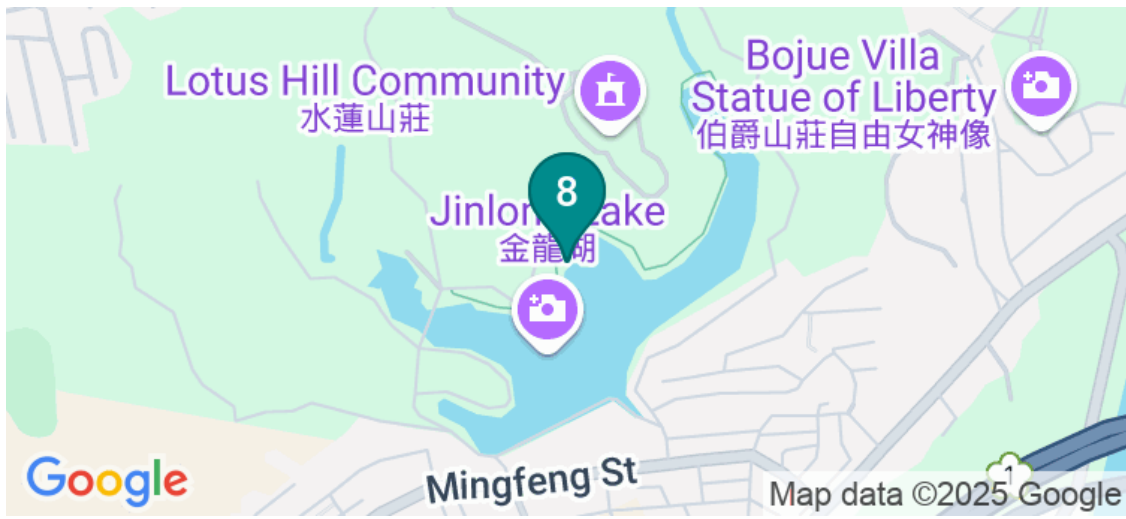 Lotus Hill Community
水蓮山莊
Bojue Villa
Statue of Liberty
伯爵山莊自由女神像
8
Lake
金龍湖
Mingfeng St
1
Google
Map data ©2025 Google